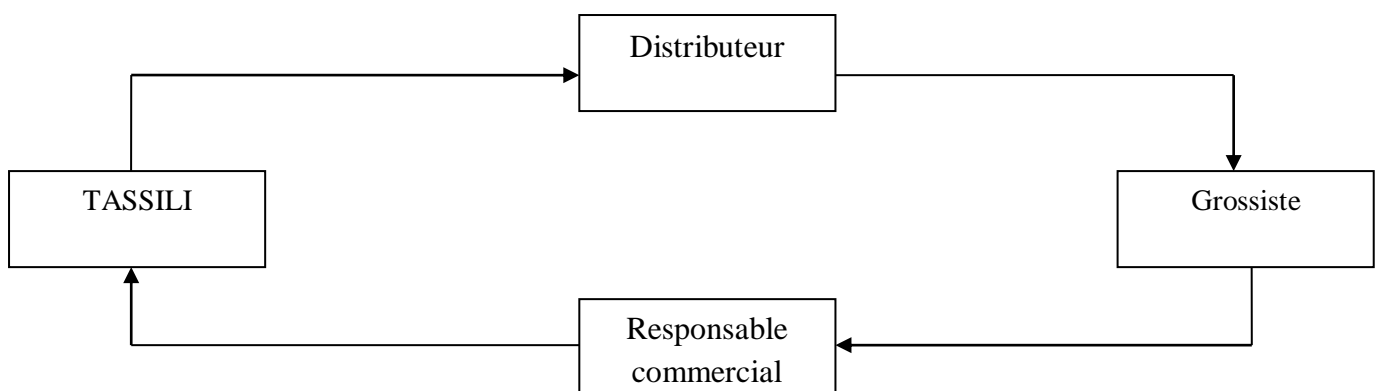 Distributeur
TASSILI
Grossiste
Responsable
commercial